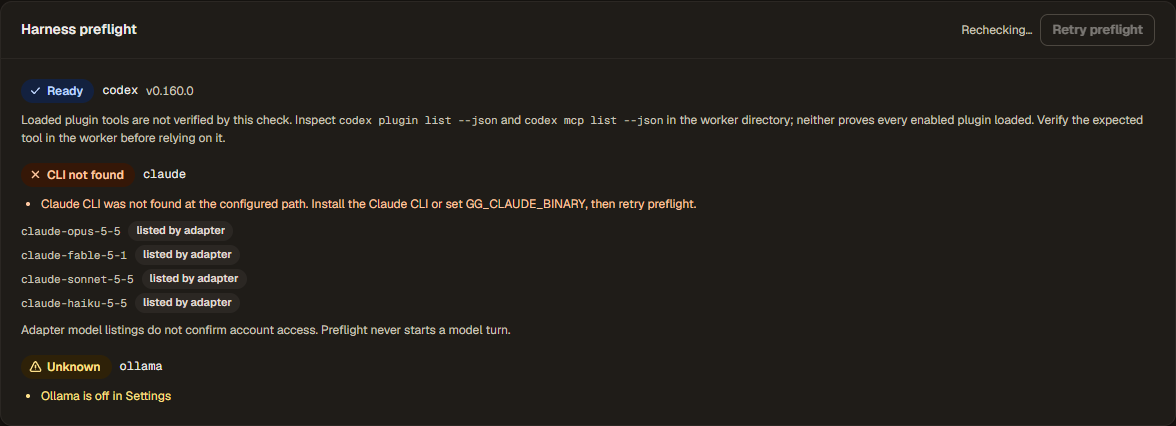 Harness preflight
Rechecking… Retry preflight
Ready codex v0.160.0
Loaded plugin tools are not verified by this check. Inspect codex plugin list --json and codex mcp list --json in the worker directory; neither proves every enabled plugin loaded. Verify the expected
tool in the worker before relying on it.
CLI not found claude
• Claude CLI was not found at the configured path. Install the Claude CLI or set GG_CLAUDE_BINARY, then retry preflight.
claude-opus-5-5 listed by adapter
claude-fable-5-1 listed by adapter
claude-sonnet-5-5 listed by adapter
claude-haiku-5-5 listed by adapter
Adapter model listings do not confirm account access. Preflight never starts a model turn.
Unknown ollama
• Ollama is off in Settings